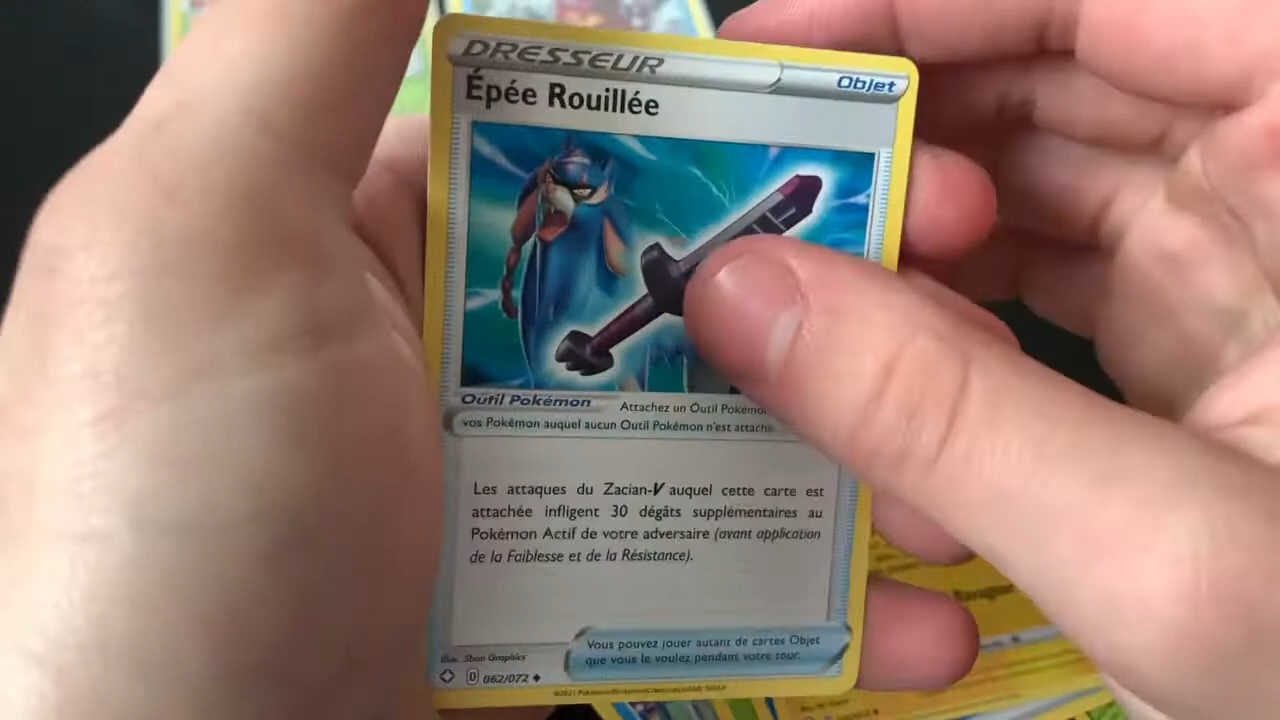 DRESSEUR
Objet
Épée Rouillée
Outil Pokémon
Attachez un Outil Pokémon
vos Pokémon auquel aucun Outil Pokémon n'est attaché
Les attaques du Zacian-V auquel cette carte est
attachée infligent 30 dégâts supplémentaires au
Pokémon Actif de votre adversaire (avant application
de la Faiblesse et de la Résistance).
Vous pouvez jouer autant de cartes Objet
que vous le voulez pendant votre tour.
Illus. Sban Graphics
D 062/072